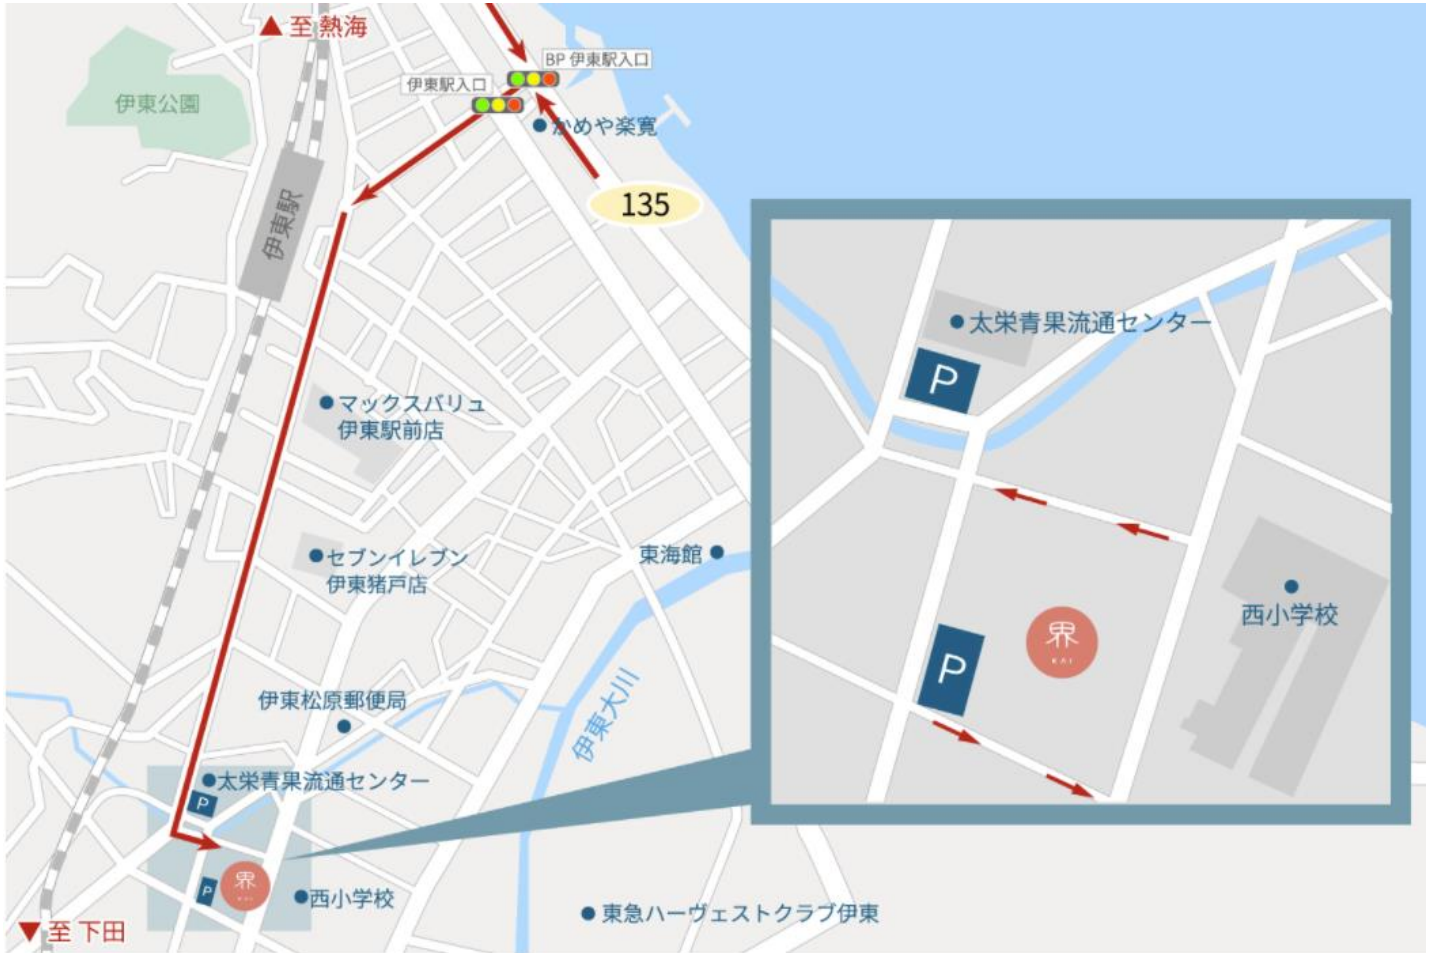 ▲至 熱海
BP 伊東駅入口
伊東駅入口
伊東公園
かめや楽寛
135
伊東駅
マックスバリュ
伊東駅前店
セブンイレブン
伊東猪戸店
東海館
伊東松原郵便局
伊東大川
太栄青果流通センター
P
界
KAI
P
西小学校
東急ハーヴェストクラブ伊東
▼至 下田
太栄青果流通センター
P
西小学校
界
KAI
P